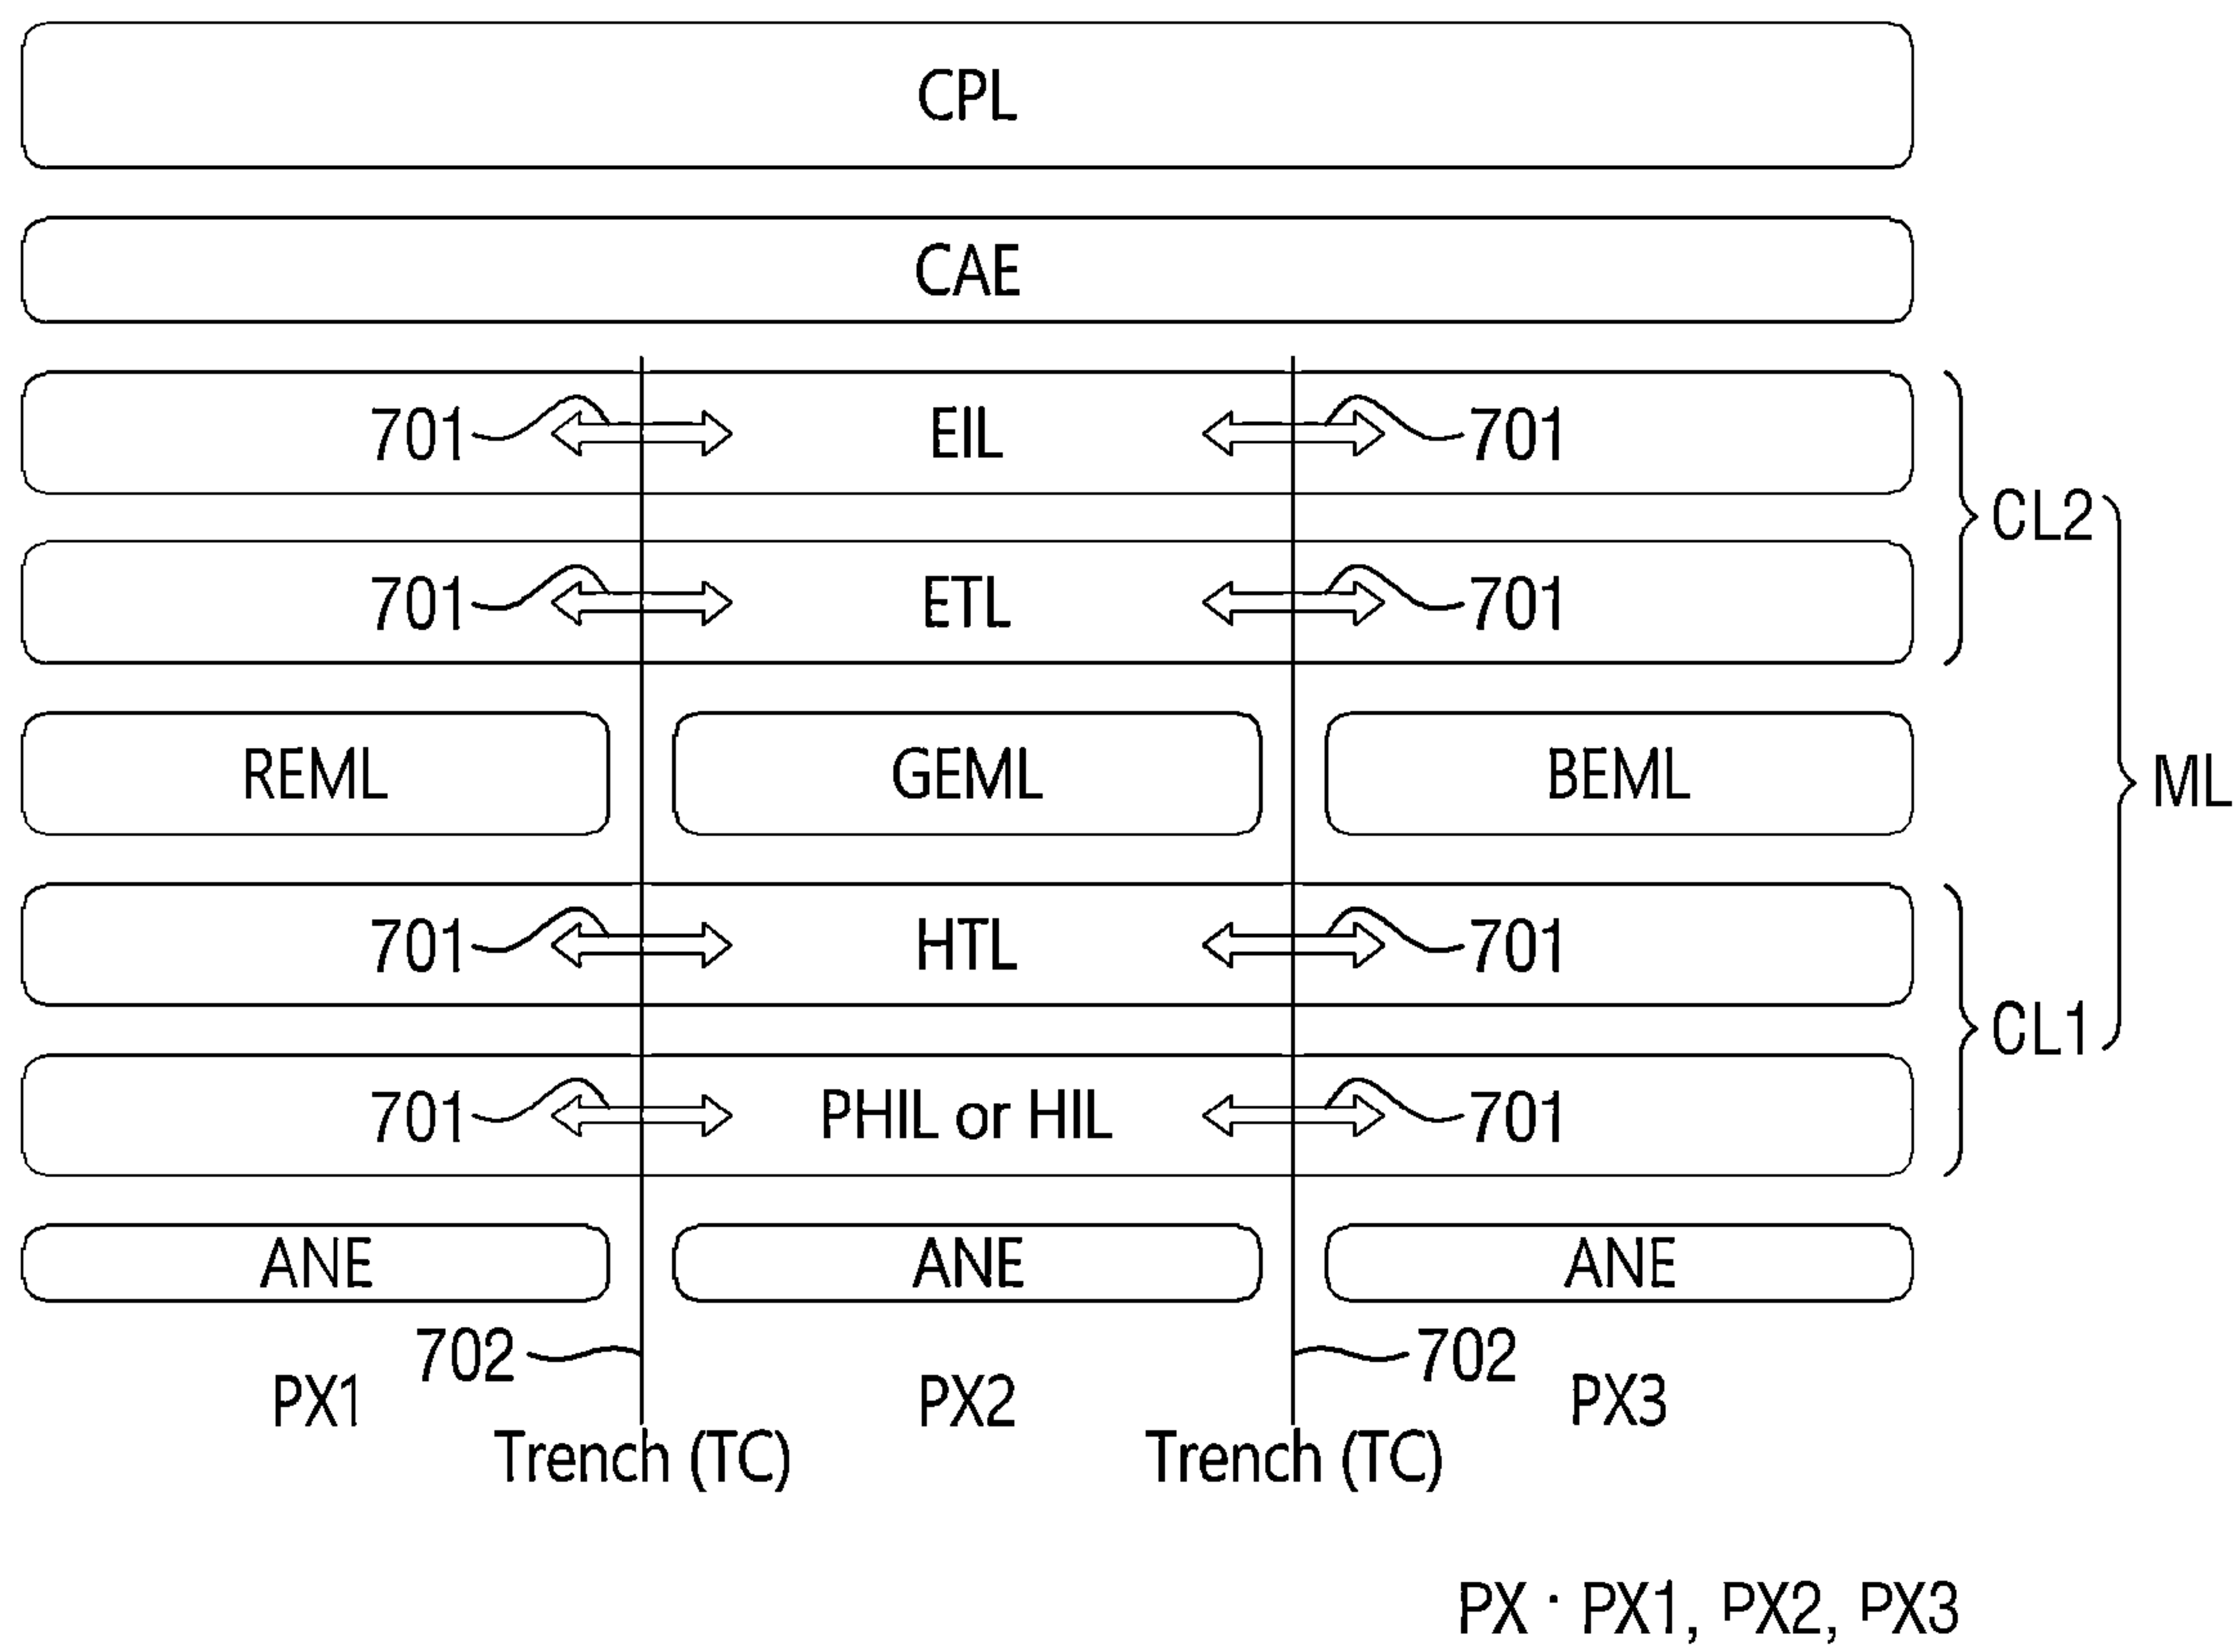 CPL
CAE
701 EIL 701
CL2
701 ETL 701
REML GEML BEML
ML
701 HTL 701
CL1
701 PHIL or HIL 701
ANE ANE ANE
702 702
PX1 PX2 PX3
Trench (TC) Trench (TC)
PX : PX1, PX2, PX3